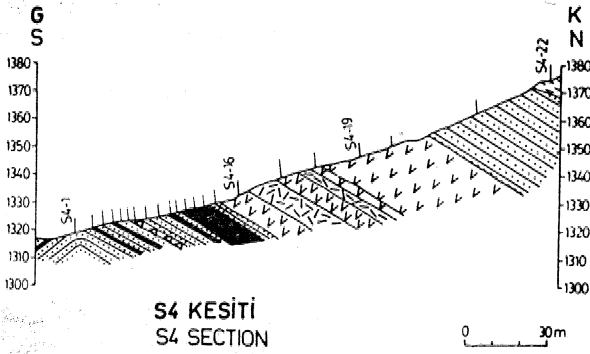 G K
S N
1380 1380
1370 1370
1360 1360
1350 1350
1340 1340
1330 1330
1320 1320
1310 1310
1300 1300
S4-1
S4-16
S4-19
S4-22
S4 KESİTİ
S4 SECTION
0 30m